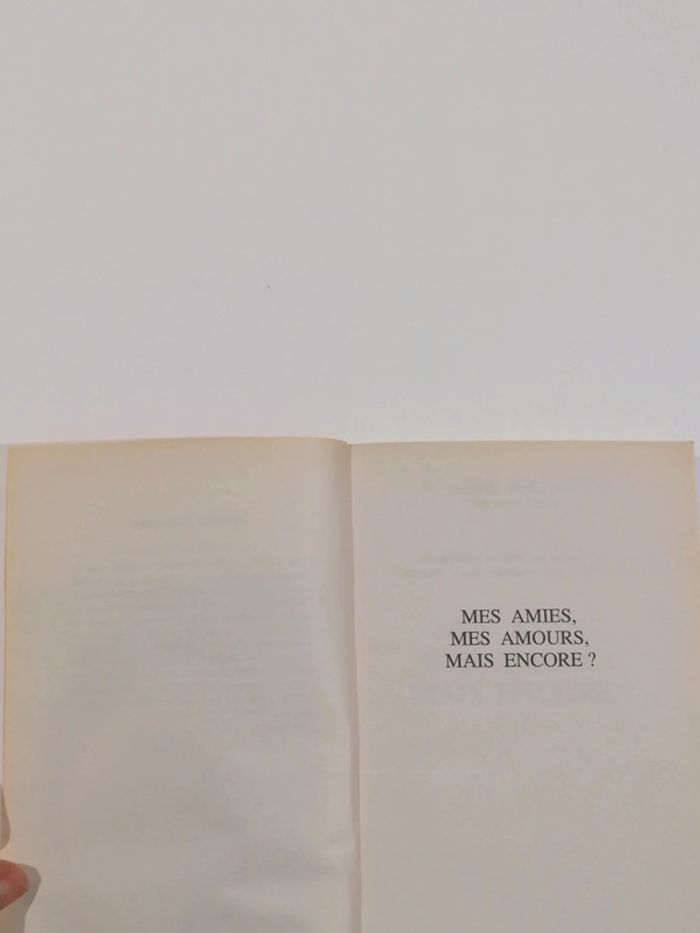 MES AMIES,
MES AMOURS,
MAIS ENCORE ?